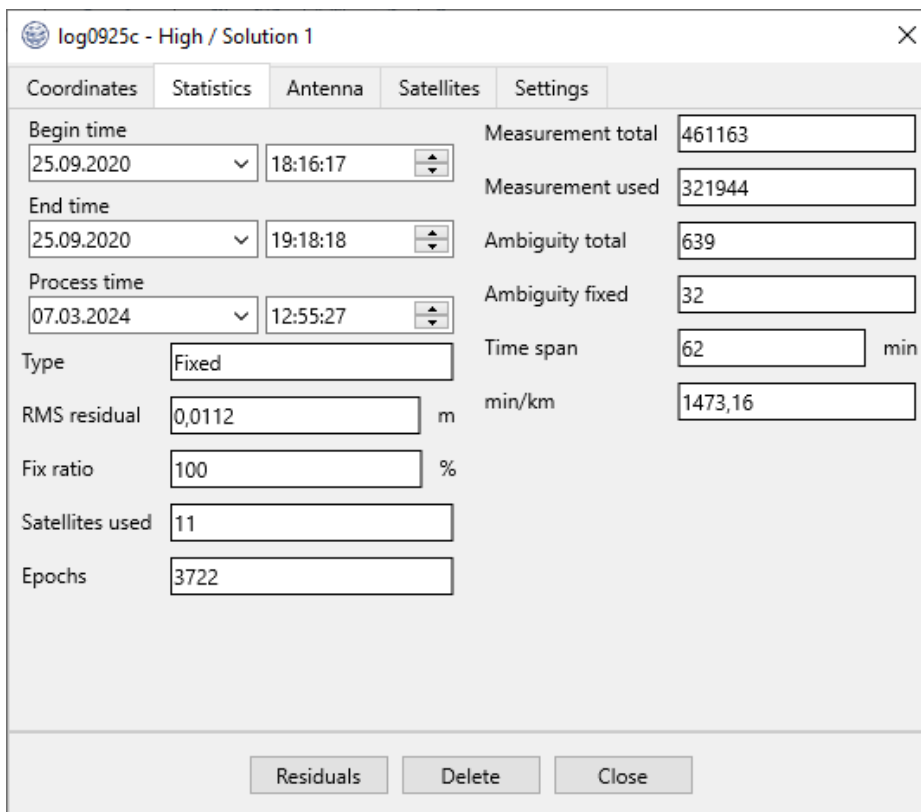 log0925c - High / Solution 1
Coordinates Statistics Antenna Satellites Settings
Begin time
25.09.2020 18:16:17
End time
25.09.2020 19:18:18
Process time
07.03.2024 12:55:27
Type Fixed
RMS residual 0,0112 m
Fix ratio 100 %
Satellites used 11
Epochs 3722
Measurement total 461163
Measurement used 321944
Ambiguity total 639
Ambiguity fixed 32
Time span 62 min
min/km 1473,16
Residuals Delete Close